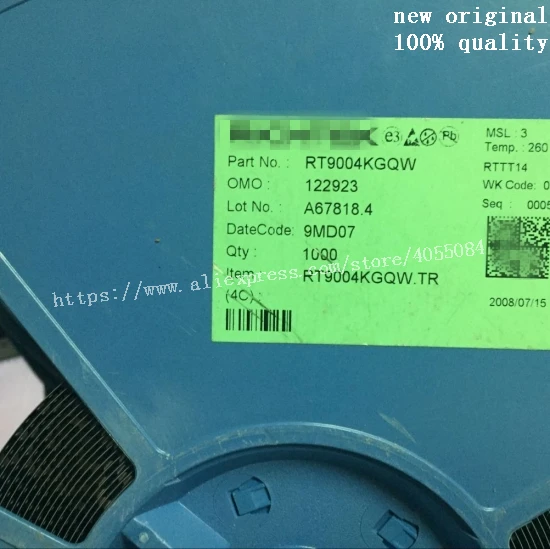 new original
100% quality
e3 Pb
MSL : 3
Temp. : 260
Part No. : RT9004KGQW
RTTT14
OMO : 122923
WK Code: 0
Lot No. : A67818.4
Seq : 0005
DateCode: 9MD07
Qty : 1000
Item : RT9004KGQW.TR
(4C) :
2008/07/15
https://www.aliexpress.com/store/4055084